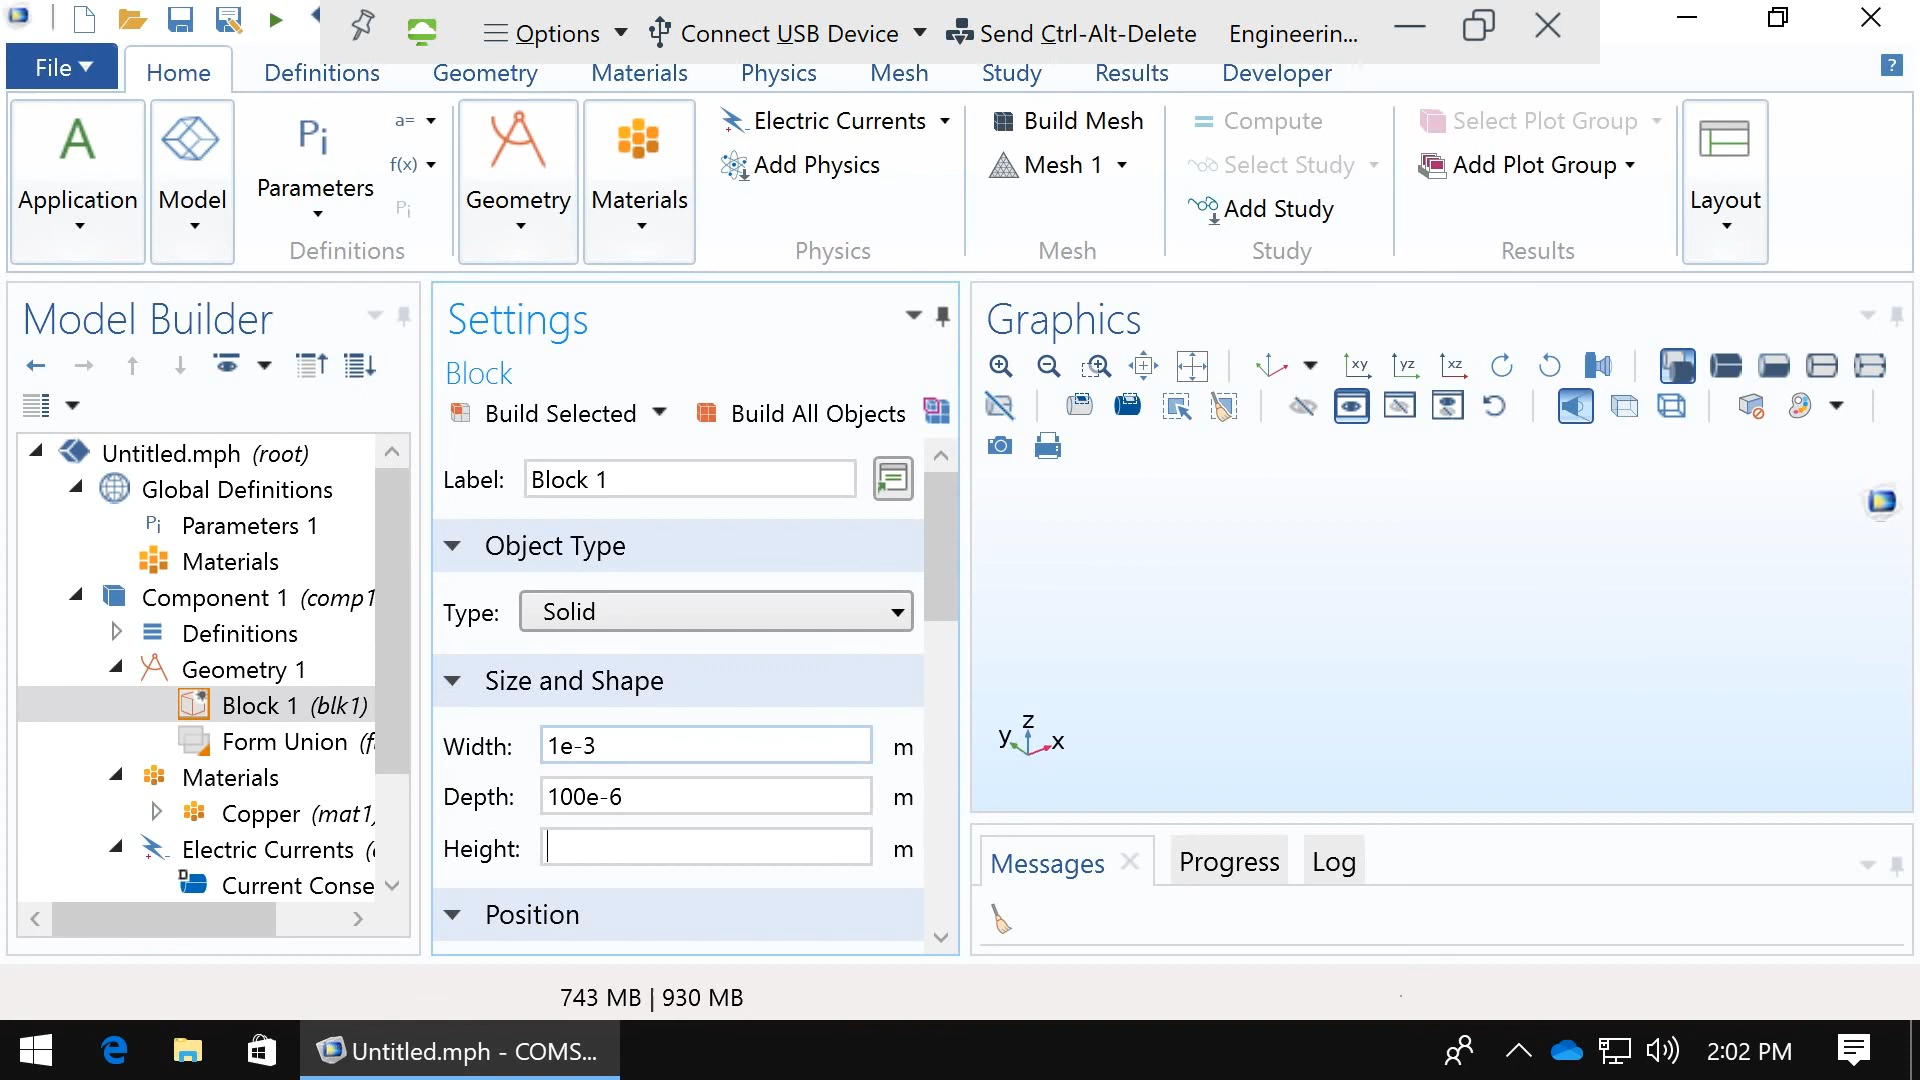 Options
Connect USB Device
Send Ctrl-Alt-Delete
Engineerin...
File
Home
Definitions
Geometry
Materials
Physics
Mesh
Study
Results
Developer
?
A
Application
Model
Pi
Parameters
a=
f(x)
Pi
Definitions
Geometry
Materials
Electric Currents
Add Physics
Physics
Build Mesh
Mesh 1
Mesh
Compute
Select Study
Add Study
Study
Select Plot Group
Add Plot Group
Results
Layout
Model Builder
Untitled.mph (root)
Global Definitions
Pi Parameters 1
Materials
Component 1 (comp1
Definitions
Geometry 1
Block 1 (blk1)
Form Union (f
Materials
Copper (mat1)
Electric Currents (
Current Conse
Settings
Block
Build Selected
Build All Objects
Label: Block 1
Object Type
Type: Solid
Size and Shape
Width: 1e-3 m
Depth: 100e-6 m
Height: m
Position
Graphics
xy
yz
xz
z
y
x
Messages
Progress
Log
743 MB | 930 MB
Untitled.mph - COMS...
2:02 PM